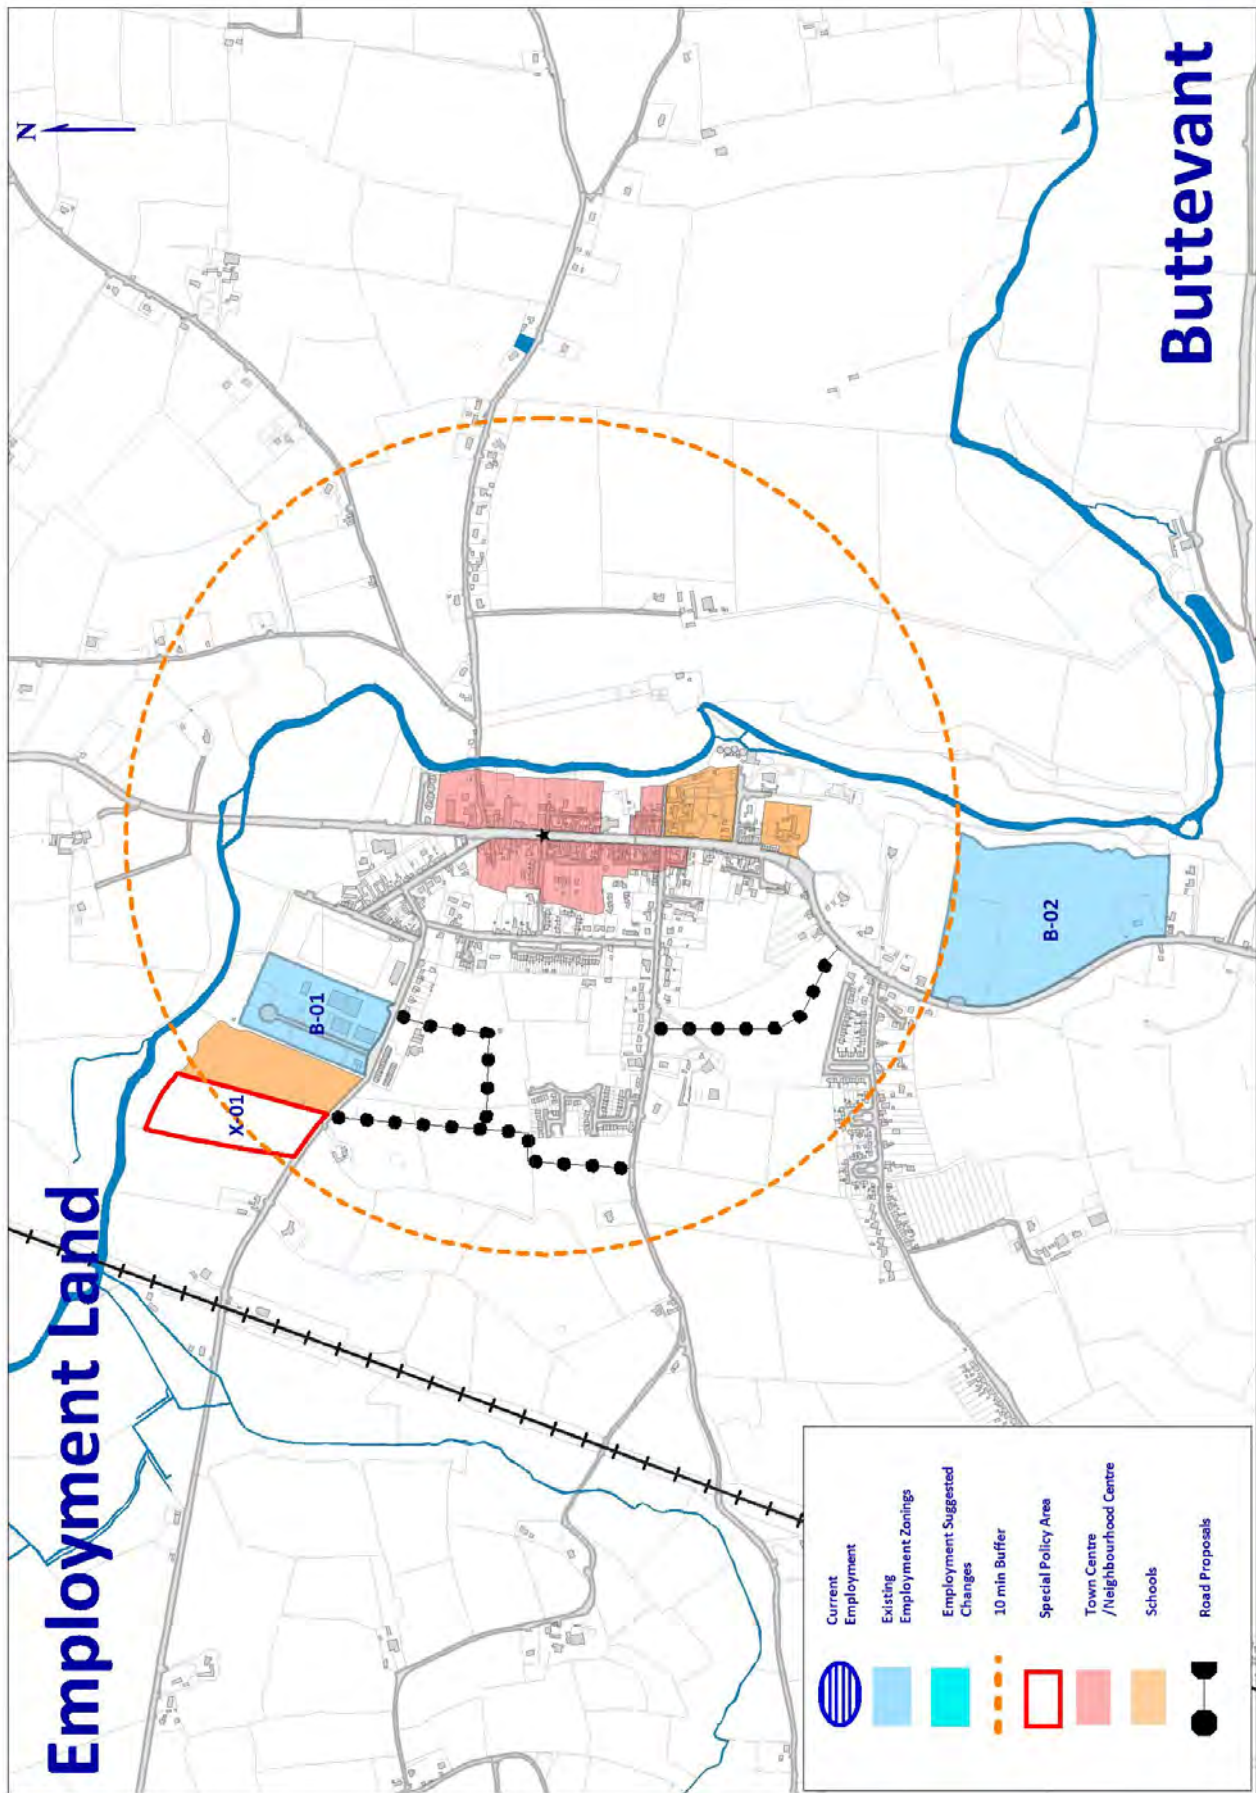 Employment Land
N
X-01
B-01
B-02
Buttevant
Current
Employment
Existing
Employment Zonings
Employment Suggested
Changes
10 min Buffer
Special Policy Area
Town Centre
/Neighbourhood Centre
Schools
Road Proposals